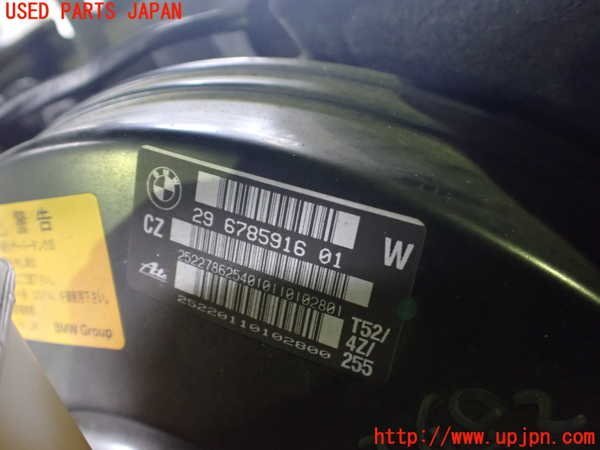 USED PARTS JAPAN
警告
BMW Group
29 6785916 01
CZ
W
2522786254010110102801
Ate
25220110102800
T52/
4Z/
255
http://www.upjpn.com/